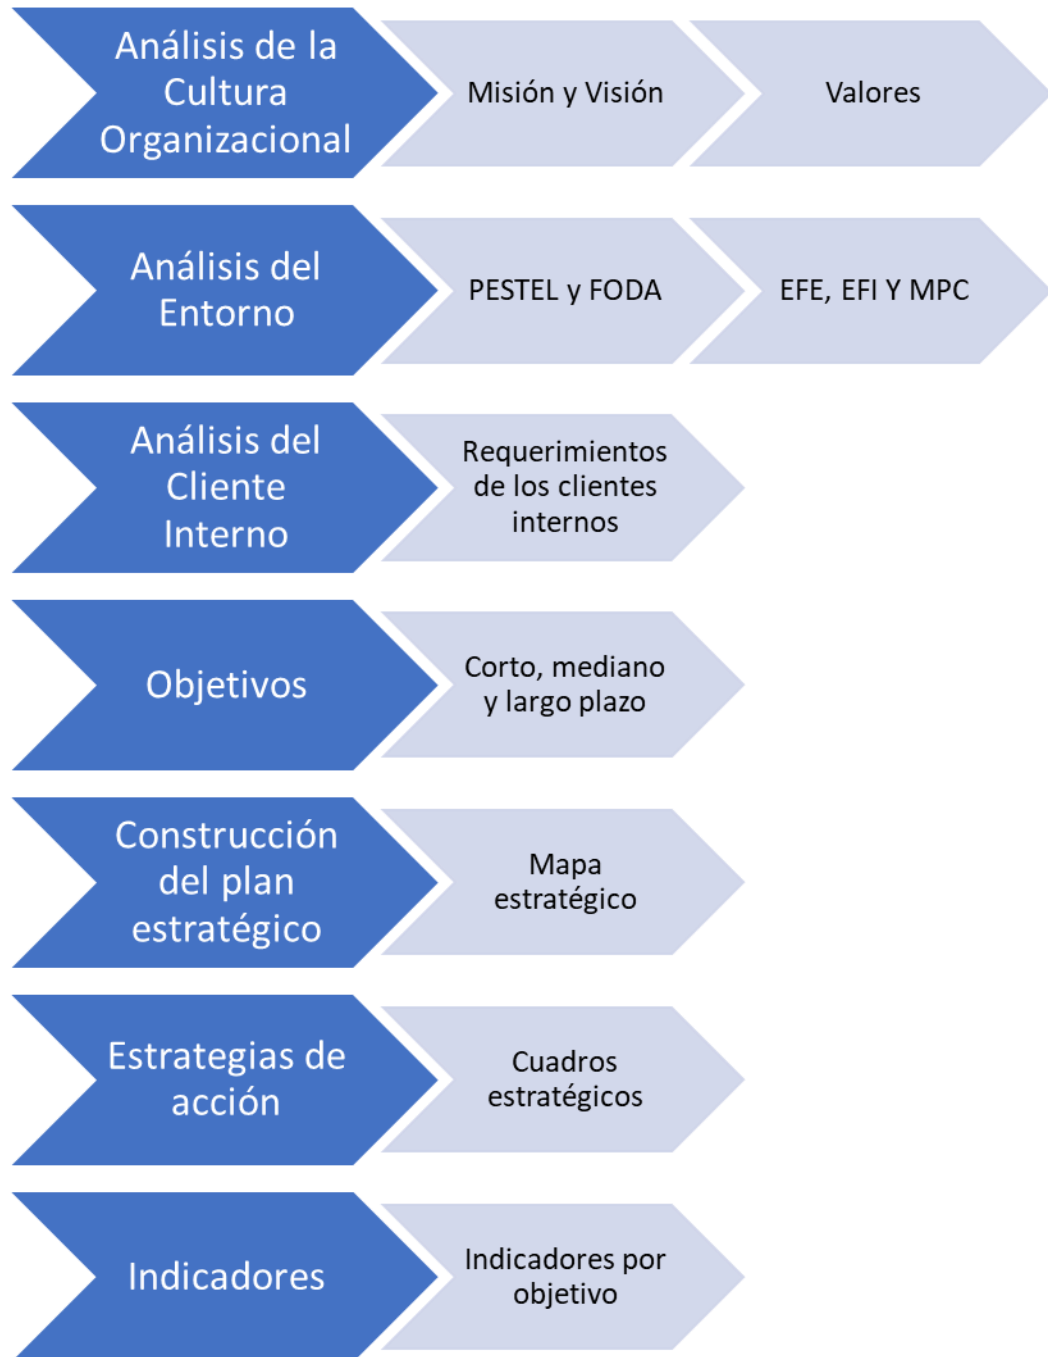 Análisis de la
Cultura
Organizacional
Misión y Visión
Valores
Análisis del
Entorno
PESTEL y FODA
EFE, EFI Y MPC
Análisis del
Cliente
Interno
Requerimientos
de los clientes
internos
Objetivos
Corto, mediano
y largo plazo
Construcción
del plan
estratégico
Mapa
estratégico
Estrategias de
acción
Cuadros
estratégicos
Indicadores
Indicadores por
objetivo